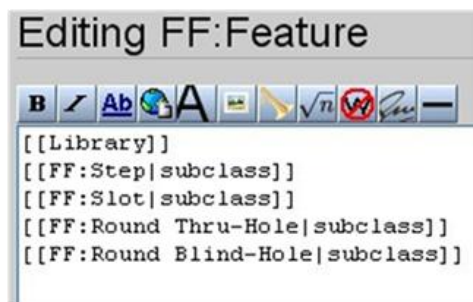 Editing FF:Feature
B I Ab A √n W
[[Library]]
[[FF:Step|subclass]]
[[FF:Slot|subclass]]
[[FF:Round Thru-Hole|subclass]]
[[FF:Round Blind-Hole|subclass]]